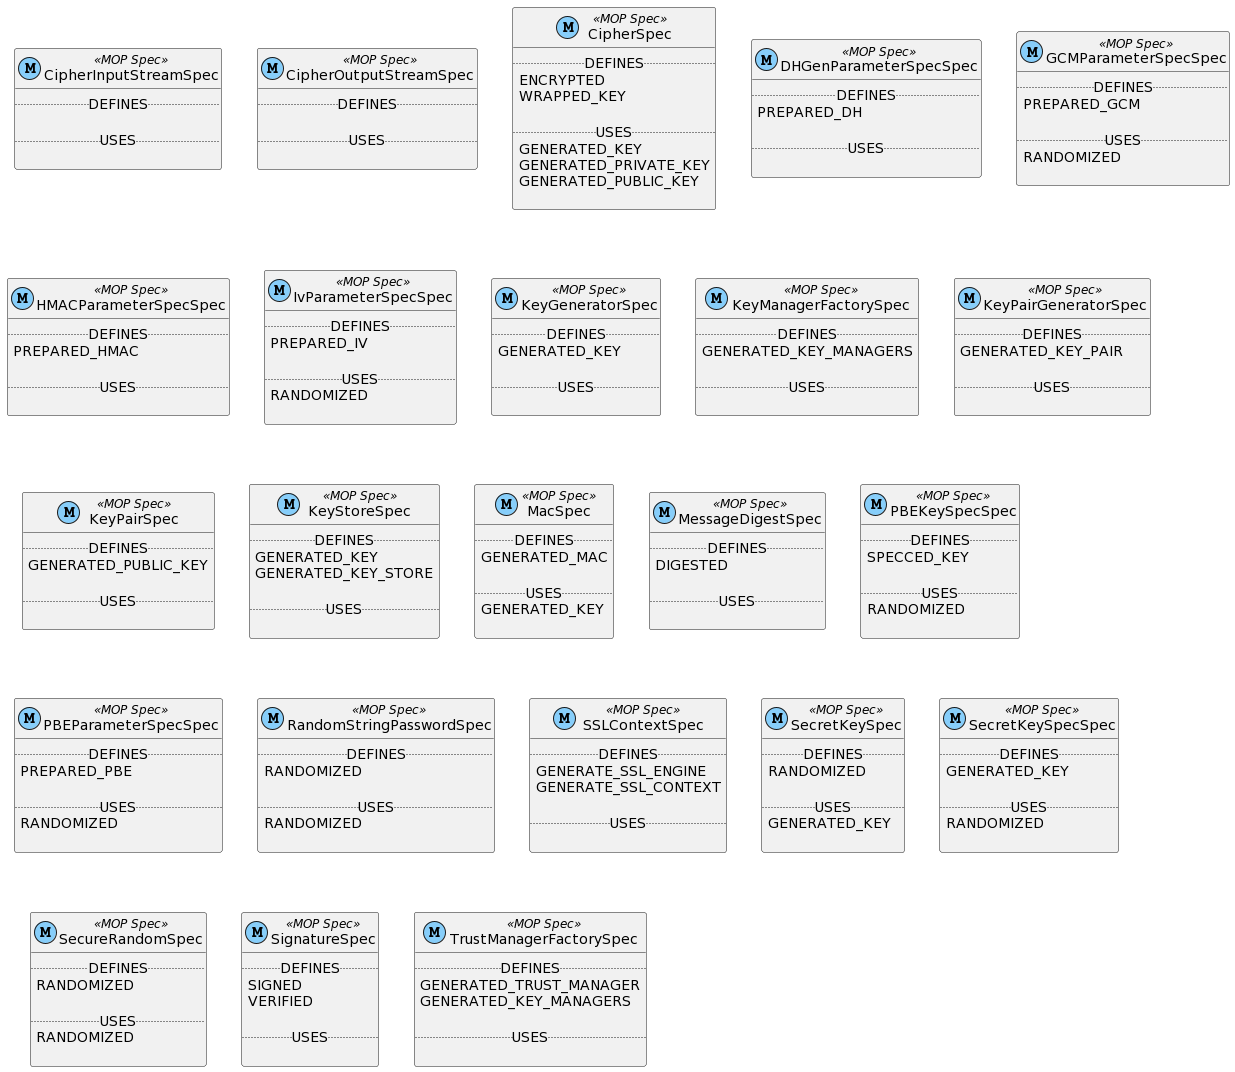 M
«MOP Spec»
CipherInputStreamSpec
DEFINES
USES
M
«MOP Spec»
CipherOutputStreamSpec
DEFINES
USES
M
«MOP Spec»
CipherSpec
DEFINES
ENCRYPTED
WRAPPED_KEY
USES
GENERATED_KEY
GENERATED_PRIVATE_KEY
GENERATED_PUBLIC_KEY
M
«MOP Spec»
DHGenParameterSpecSpec
DEFINES
PREPARED_DH
USES
M
«MOP Spec»
GCMParameterSpecSpec
DEFINES
PREPARED_GCM
USES
RANDOMIZED
M
«MOP Spec»
HMACParameterSpecSpec
DEFINES
PREPARED_HMAC
USES
M
«MOP Spec»
IvParameterSpecSpec
DEFINES
PREPARED_IV
USES
RANDOMIZED
M
«MOP Spec»
KeyGeneratorSpec
DEFINES
GENERATED_KEY
USES
M
«MOP Spec»
KeyManagerFactorySpec
DEFINES
GENERATED_KEY_MANAGERS
USES
M
«MOP Spec»
KeyPairGeneratorSpec
DEFINES
GENERATED_KEY_PAIR
USES
M
«MOP Spec»
KeyPairSpec
DEFINES
GENERATED_PUBLIC_KEY
USES
M
«MOP Spec»
KeyStoreSpec
DEFINES
GENERATED_KEY
GENERATED_KEY_STORE
USES
M
«MOP Spec»
MacSpec
DEFINES
GENERATED_MAC
USES
GENERATED_KEY
M
«MOP Spec»
MessageDigestSpec
DEFINES
DIGESTED
USES
M
«MOP Spec»
PBEKeySpecSpec
DEFINES
SPECCED_KEY
USES
RANDOMIZED
M
«MOP Spec»
PBEParameterSpecSpec
DEFINES
PREPARED_PBE
USES
RANDOMIZED
M
«MOP Spec»
RandomStringPasswordSpec
DEFINES
RANDOMIZED
USES
RANDOMIZED
M
«MOP Spec»
SSLContextSpec
DEFINES
GENERATE_SSL_ENGINE
GENERATE_SSL_CONTEXT
USES
M
«MOP Spec»
SecretKeySpec
DEFINES
RANDOMIZED
USES
GENERATED_KEY
M
«MOP Spec»
SecretKeySpecSpec
DEFINES
GENERATED_KEY
USES
RANDOMIZED
M
«MOP Spec»
SecureRandomSpec
DEFINES
RANDOMIZED
USES
RANDOMIZED
M
«MOP Spec»
SignatureSpec
DEFINES
SIGNED
VERIFIED
USES
M
«MOP Spec»
TrustManagerFactorySpec
DEFINES
GENERATED_TRUST_MANAGER
GENERATED_KEY_MANAGERS
USES